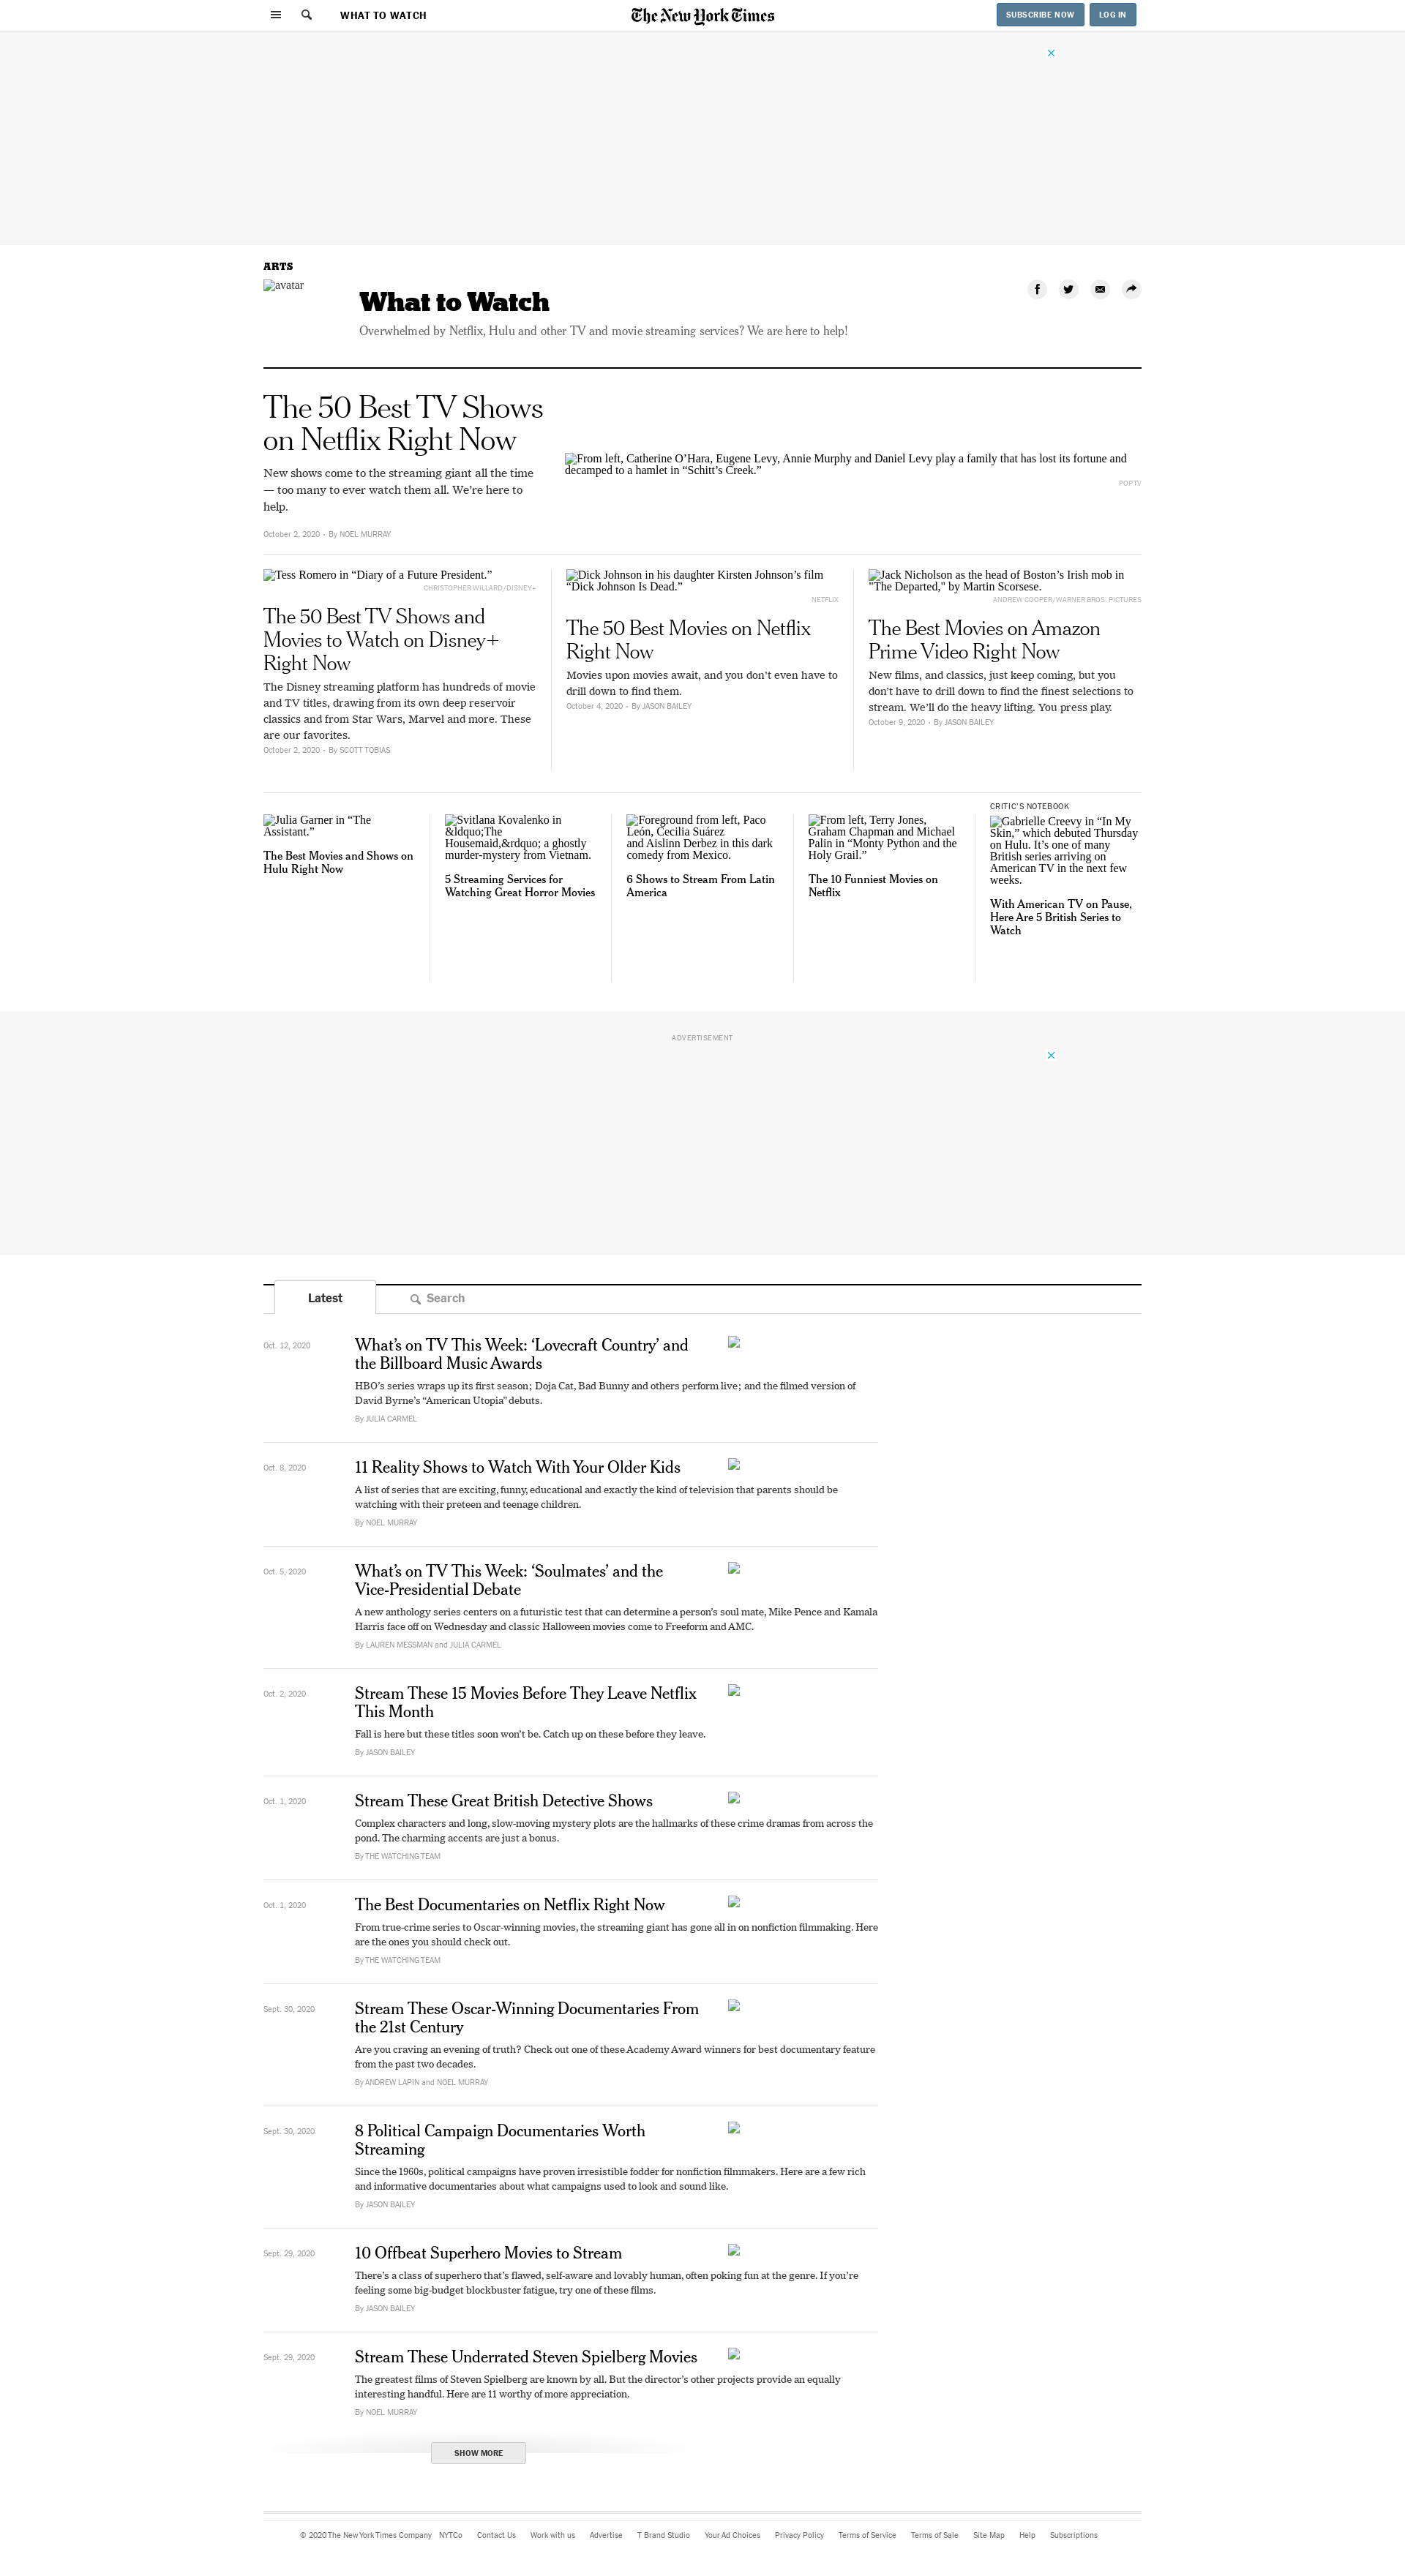 WHAT TO WATCH
The New York Times
SUBSCRIBE NOW
LOG IN
ARTS
avatar
What to Watch
Overwhelmed by Netflix, Hulu and other TV and movie streaming services? We are here to help!
The 50 Best TV Shows
on Netflix Right Now
New shows come to the streaming giant all the time
— too many to ever watch them all. We’re here to
help.
October 2, 2020 • By NOEL MURRAY
From left, Catherine O’Hara, Eugene Levy, Annie Murphy and Daniel Levy play a family that has lost its fortune and
decamped to a hamlet in “Schitt’s Creek.”
POP TV
Tess Romero in “Diary of a Future President.”
CHRISTOPHER WILLARD/DISNEY+
The 50 Best TV Shows and
Movies to Watch on Disney+
Right Now
The Disney streaming platform has hundreds of movie
and TV titles, drawing from its own deep reservoir
classics and from Star Wars, Marvel and more. These
are our favorites.
October 2, 2020 • By SCOTT TOBIAS
Dick Johnson in his daughter Kirsten Johnson’s film
“Dick Johnson Is Dead.”
NETFLIX
The 50 Best Movies on Netflix
Right Now
Movies upon movies await, and you don’t even have to
drill down to find them.
October 4, 2020 • By JASON BAILEY
Jack Nicholson as the head of Boston’s Irish mob in
"The Departed," by Martin Scorsese.
ANDREW COOPER/WARNER BROS. PICTURES
The Best Movies on Amazon
Prime Video Right Now
New films, and classics, just keep coming, but you
don’t have to drill down to find the finest selections to
stream. We’ll do the heavy lifting. You press play.
October 9, 2020 • By JASON BAILEY
Julia Garner in “The
Assistant.”
The Best Movies and Shows on
Hulu Right Now
Svitlana Kovalenko in
&ldquo;The
Housemaid,&rdquo; a ghostly
murder-mystery from Vietnam.
5 Streaming Services for
Watching Great Horror Movies
Foreground from left, Paco
León, Cecilia Suárez
and Aislinn Derbez in this dark
comedy from Mexico.
6 Shows to Stream From Latin
America
From left, Terry Jones,
Graham Chapman and Michael
Palin in “Monty Python and the
Holy Grail.”
The 10 Funniest Movies on
Netflix
CRITIC’S NOTEBOOK
Gabrielle Creevy in “In My
Skin,” which debuted Thursday
on Hulu. It’s one of many
British series arriving on
American TV in the next few
weeks.
With American TV on Pause,
Here Are 5 British Series to
Watch
ADVERTISEMENT
Latest
Search
Oct. 12, 2020
What’s on TV This Week: ‘Lovecraft Country’ and
the Billboard Music Awards
HBO’s series wraps up its first season; Doja Cat, Bad Bunny and others perform live; and the filmed version of
David Byrne’s “American Utopia” debuts.
By JULIA CARMEL
Oct. 8, 2020
11 Reality Shows to Watch With Your Older Kids
A list of series that are exciting, funny, educational and exactly the kind of television that parents should be
watching with their preteen and teenage children.
By NOEL MURRAY
Oct. 5, 2020
What’s on TV This Week: ‘Soulmates’ and the
Vice-Presidential Debate
A new anthology series centers on a futuristic test that can determine a person’s soul mate, Mike Pence and Kamala
Harris face off on Wednesday and classic Halloween movies come to Freeform and AMC.
By LAUREN MESSMAN and JULIA CARMEL
Oct. 2, 2020
Stream These 15 Movies Before They Leave Netflix
This Month
Fall is here but these titles soon won’t be. Catch up on these before they leave.
By JASON BAILEY
Oct. 1, 2020
Stream These Great British Detective Shows
Complex characters and long, slow-moving mystery plots are the hallmarks of these crime dramas from across the
pond. The charming accents are just a bonus.
By THE WATCHING TEAM
Oct. 1, 2020
The Best Documentaries on Netflix Right Now
From true-crime series to Oscar-winning movies, the streaming giant has gone all in on nonfiction filmmaking. Here
are the ones you should check out.
By THE WATCHING TEAM
Sept. 30, 2020
Stream These Oscar-Winning Documentaries From
the 21st Century
Are you craving an evening of truth? Check out one of these Academy Award winners for best documentary feature
from the past two decades.
By ANDREW LAPIN and NOEL MURRAY
Sept. 30, 2020
8 Political Campaign Documentaries Worth
Streaming
Since the 1960s, political campaigns have proven irresistible fodder for nonfiction filmmakers. Here are a few rich
and informative documentaries about what campaigns used to look and sound like.
By JASON BAILEY
Sept. 29, 2020
10 Offbeat Superhero Movies to Stream
There’s a class of superhero that’s flawed, self-aware and lovably human, often poking fun at the genre. If you’re
feeling some big-budget blockbuster fatigue, try one of these films.
By JASON BAILEY
Sept. 29, 2020
Stream These Underrated Steven Spielberg Movies
The greatest films of Steven Spielberg are known by all. But the director’s other projects provide an equally
interesting handful. Here are 11 worthy of more appreciation.
By NOEL MURRAY
SHOW MORE
© 2020 The New York Times Company NYTCo Contact Us Work with us Advertise T Brand Studio Your Ad Choices Privacy Policy Terms of Service Terms of Sale Site Map Help Subscriptions